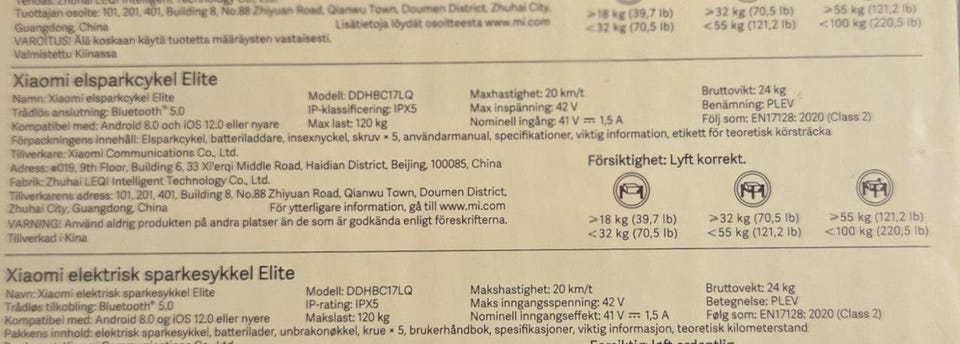 Tuottajan osoite: 101, 201, 401, Building 8, No.88 Zhiyuan Road, Qianwu Town, Doumen District, Zhuhai City,
Guangdong, China
Lisätietoja löydät osoitteesta www.mi.com
VAROITUS! Älä koskaan käytä tuotetta määräysten vastaisesti.
Valmistettu Kiinassa
>18 kg (39,7 lb)
<32 kg (70,5 lb)
>32 kg (70,5 lb)
<55 kg (121,2 lb)
>55 kg (121,2 lb)
<100 kg (220,5 lb)
Xiaomi elsparkcykel Elite
Namn: Xiaomi elsparkcykel Elite
Trådlös anslutning: Bluetooth® 5.0
Kompatibel med: Android 8.0 och iOS 12.0 eller nyare
Modell: DDHBC17LQ
IP-klassificering: IPX5
Max last: 120 kg
Maxhastighet: 20 km/t
Max inspänning: 42 V
Nominell ingång: 41 V ⎓ 1,5 A
Bruttovikt: 24 kg
Benämning: PLEV
Följ som: EN17128: 2020 (Class 2)
Förpackningens innehåll: Elsparkcykel, batteriladdare, insexnyckel, skruv × 5, användarmanual, specifikationer, viktig information, etikett för teoretisk körsträcka
Tillverkare: Xiaomi Communications Co., Ltd.
Adress: #019, 9th Floor, Building 6, 33 Xi'erqi Middle Road, Haidian District, Beijing, 100085, China
Fabrik: Zhuhai LEQI Intelligent Technology Co., Ltd.
Tillverkarens adress: 101, 201, 401, Building 8, No.88 Zhiyuan Road, Qianwu Town, Doumen District,
Zhuhai City, Guangdong, China
För ytterligare information, gå till www.mi.com
VARNING! Använd aldrig produkten på andra platser än de som är godkända enligt föreskrifterna.
Tillverkad i Kina
Försiktighet: Lyft korrekt.
>18 kg (39,7 lb)
<32 kg (70,5 lb)
>32 kg (70,5 lb)
<55 kg (121,2 lb)
>55 kg (121,2 lb)
<100 kg (220,5 lb)
Xiaomi elektrisk sparkesykkel Elite
Navn: Xiaomi elektrisk sparkesykkel Elite
Trådløs tilkobling: Bluetooth® 5.0
Kompatibel med: Android 8.0 og iOS 12.0 eller nyere
Modell: DDHBC17LQ
IP-rating: IPX5
Makslast: 120 kg
Makshastighet: 20 km/t
Maks inngangsspenning: 42 V
Nominell inngangseffekt: 41 V ⎓ 1,5 A
Bruttovekt: 24 kg
Betegnelse: PLEV
Følg som: EN17128: 2020 (Class 2)
Pakkens innhold: elektrisk sparkesykkel, batterilader, unbrakonøkkel, krue × 5, brukerhåndbok, spesifikasjoner, viktig informasjon, teoretisk kilometerstand